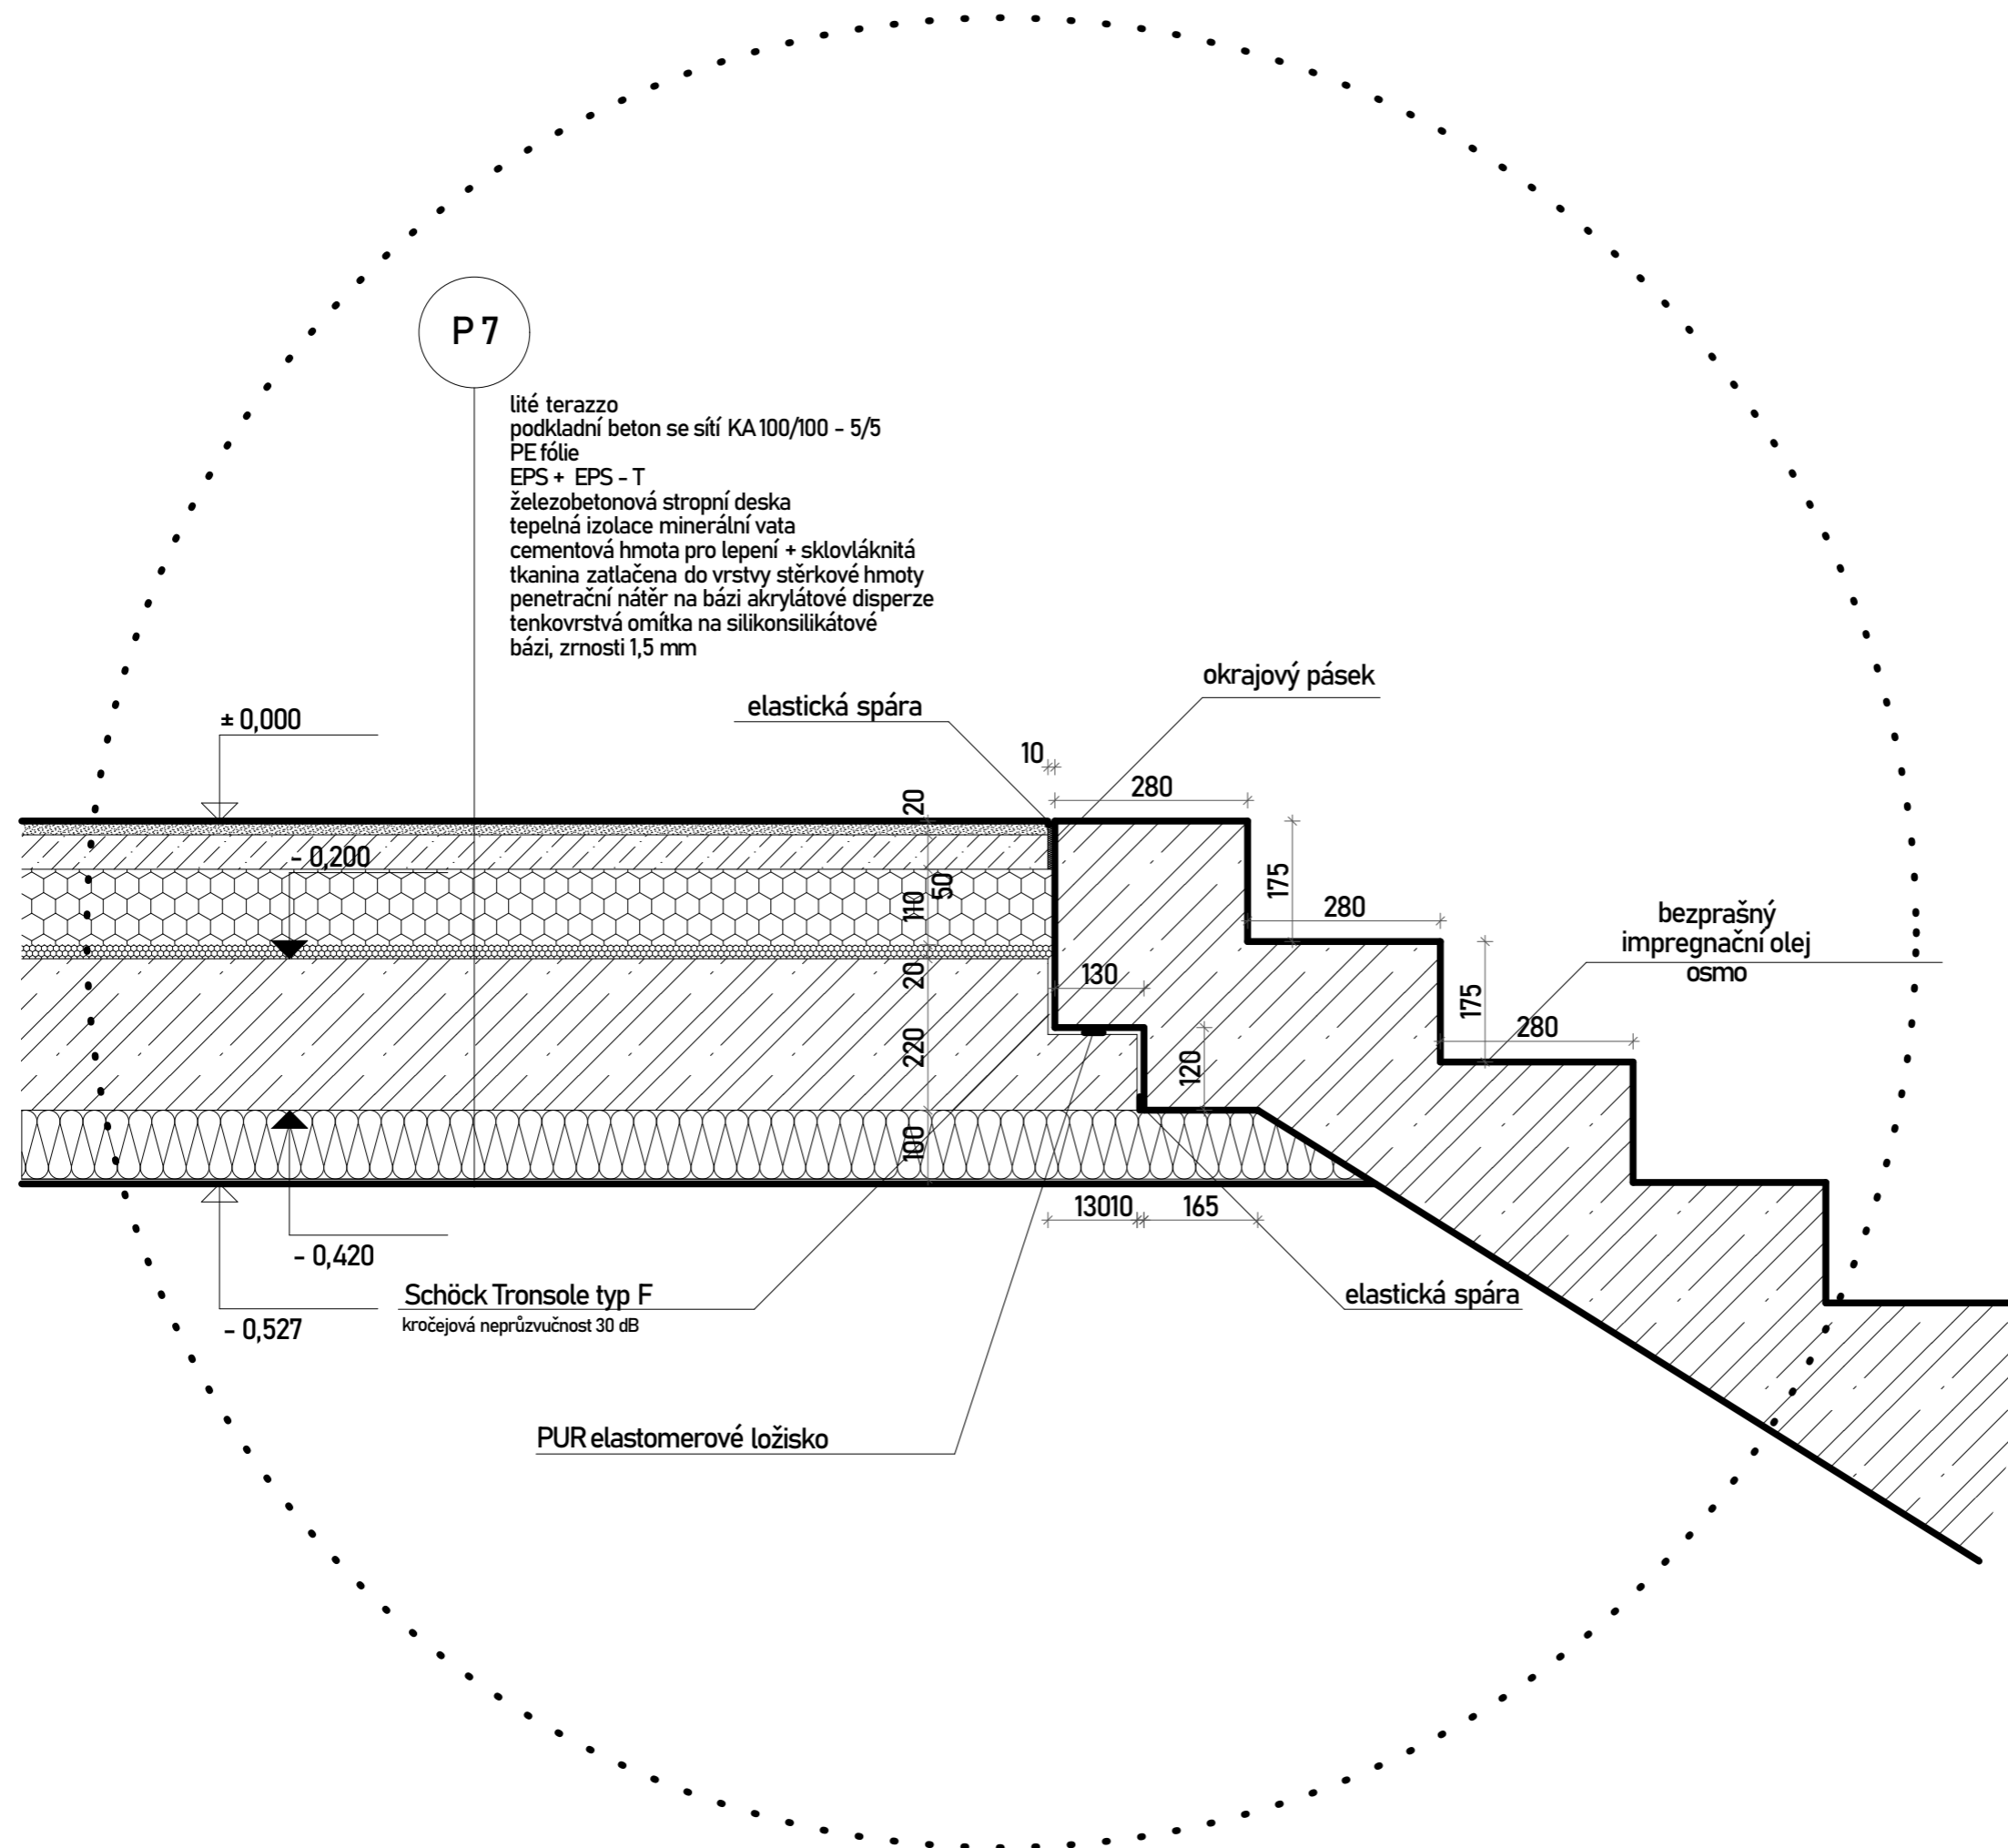 P 7
lité terazzo
podkladní beton se sítí KA 100/100 - 5/5
PE fólie
EPS + EPS - T
železobetonová stropní deska
tepelná izolace minerální vata
cementová hmota pro lepení + sklovláknitá
tkanina zatlačena do vrstvy stěrkové hmoty
penetrační nátěr na bázi akrylátové disperze
tenkovrstvá omítka na silikonsilikátové
bázi, zrnosti 1,5 mm
okrajový pásek
elastická spára
± 0,000
10
280
20
- 0,200
175
50
110
280
bezprašný
impregnační olej
osmo
130
20
175
280
220
120
100
130
10
165
- 0,420
Schöck Tronsole typ F
kročejová neprůzvučnost 30 dB
elastická spára
- 0,527
PUR elastomerové ložisko